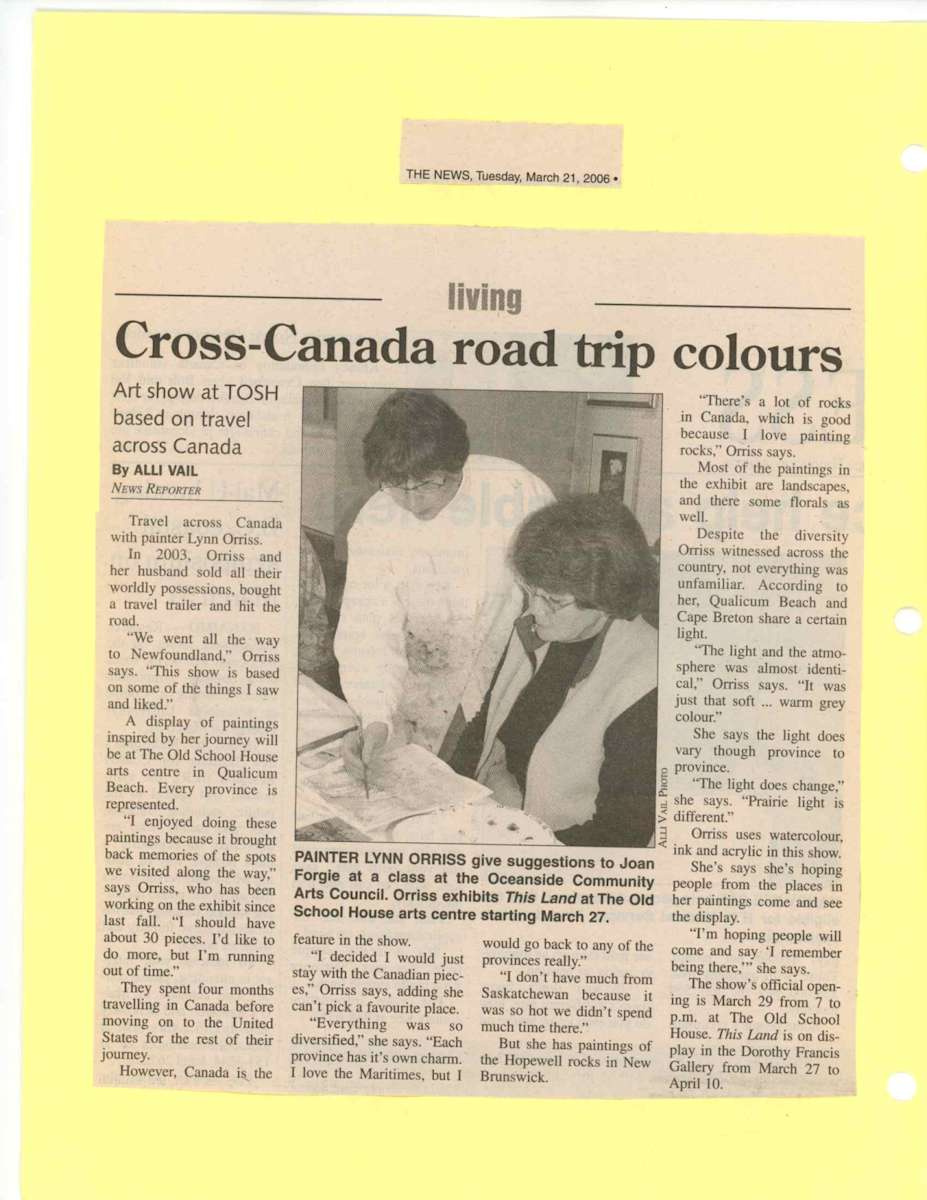 THE NEWS, Tuesday, March 21, 2006 •
living
Cross-Canada road trip colours
Art show at TOSH
based on travel
across Canada
By ALLI VAIL
NEWS REPORTER
Travel across Canada
with painter Lynn Orriss.
In 2003, Orriss and
her husband sold all their
worldly possessions, bought
a travel trailer and hit the
road.
"We went all the way
to Newfoundland," Orriss
says. "This show is based
on some of the things I saw
and liked."
A display of paintings
inspired by her journey will
be at The Old School House
arts centre in Qualicum
Beach. Every province is
represented.
"I enjoyed doing these
paintings because it brought
back memories of the spots
we visited along the way,"
says Orriss, who has been
working on the exhibit since
last fall. "I should have
about 30 pieces. I'd like to
do more, but I'm running
out of time."
They spent four months
travelling in Canada before
moving on to the United
States for the rest of their
journey.
However, Canada is the
ALLI VAIL PHOTO
PAINTER LYNN ORRISS give suggestions to Joan
Forgie at a class at the Oceanside Community
Arts Council. Orriss exhibits This Land at The Old
School House arts centre starting March 27.
feature in the show.
"I decided I would just
stay with the Canadian piec-
es," Orriss says, adding she
can't pick a favourite place.
"Everything was so
diversified," she says. "Each
province has it's own charm.
I love the Maritimes, but I
would go back to any of the
provinces really."
"I don't have much from
Saskatchewan because it
was so hot we didn't spend
much time there."
But she has paintings of
the Hopewell rocks in New
Brunswick.
"There's a lot of rocks
in Canada, which is good
because I love painting
rocks," Orriss says.
Most of the paintings in
the exhibit are landscapes,
and there some florals as
well.
Despite the diversity
Orriss witnessed across the
country, not everything was
unfamiliar. According to
her, Qualicum Beach and
Cape Breton share a certain
light.
"The light and the atmo-
sphere was almost identi-
cal," Orriss says. "It was
just that soft ... warm grey
colour."
She says the light does
vary though province to
province.
"The light does change,"
she says. "Prairie light is
different."
Orriss uses watercolour,
ink and acrylic in this show.
She's says she's hoping
people from the places in
her paintings come and see
the display.
"I'm hoping people will
come and say 'I remember
being there,'" she says.
The show's official open-
ing is March 29 from 7 to
p.m. at The Old School
House. This Land is on dis-
play in the Dorothy Francis
Gallery from March 27 to
April 10.